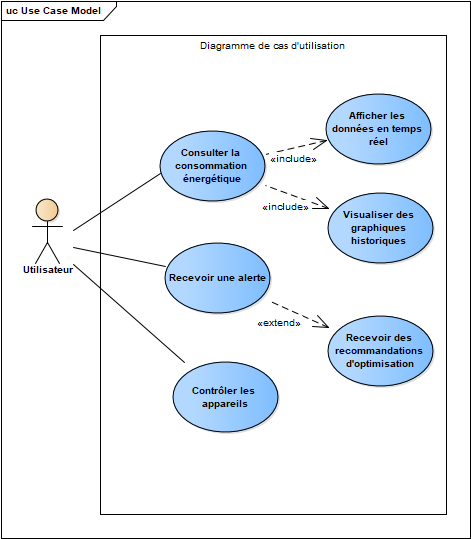 uc Use Case Model
Diagramme de cas d'utilisation
Afficher les
données en temps
réel
Consulter la
consommation
énergétique
«include»
«include»
Visualiser des
graphiques
historiques
Utilisateur
Recevoir une alerte
«extend»
Recevoir des
recommandations
d'optimisation
Contrôler les
appareils